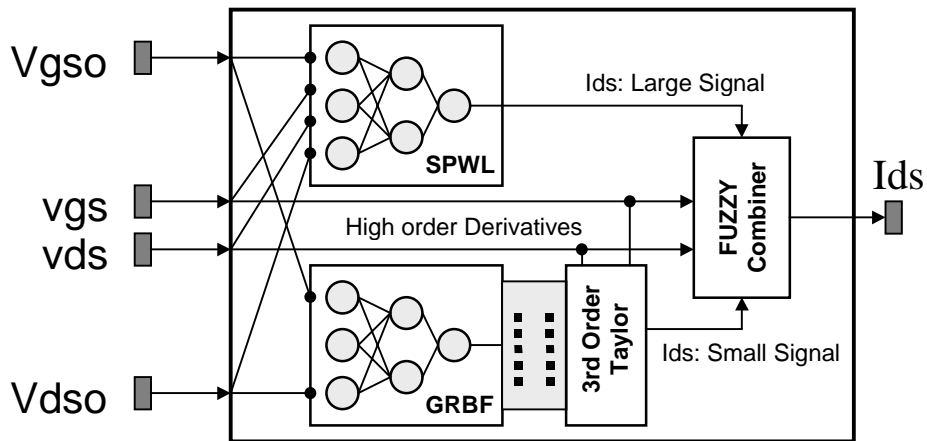 Vgso
Ids: Large Signal
SPWL
vgs
vds
High order Derivatives
FUZZY
Combiner
Ids
3rd Order
Taylor
Ids: Small Signal
Vdso
GRBF